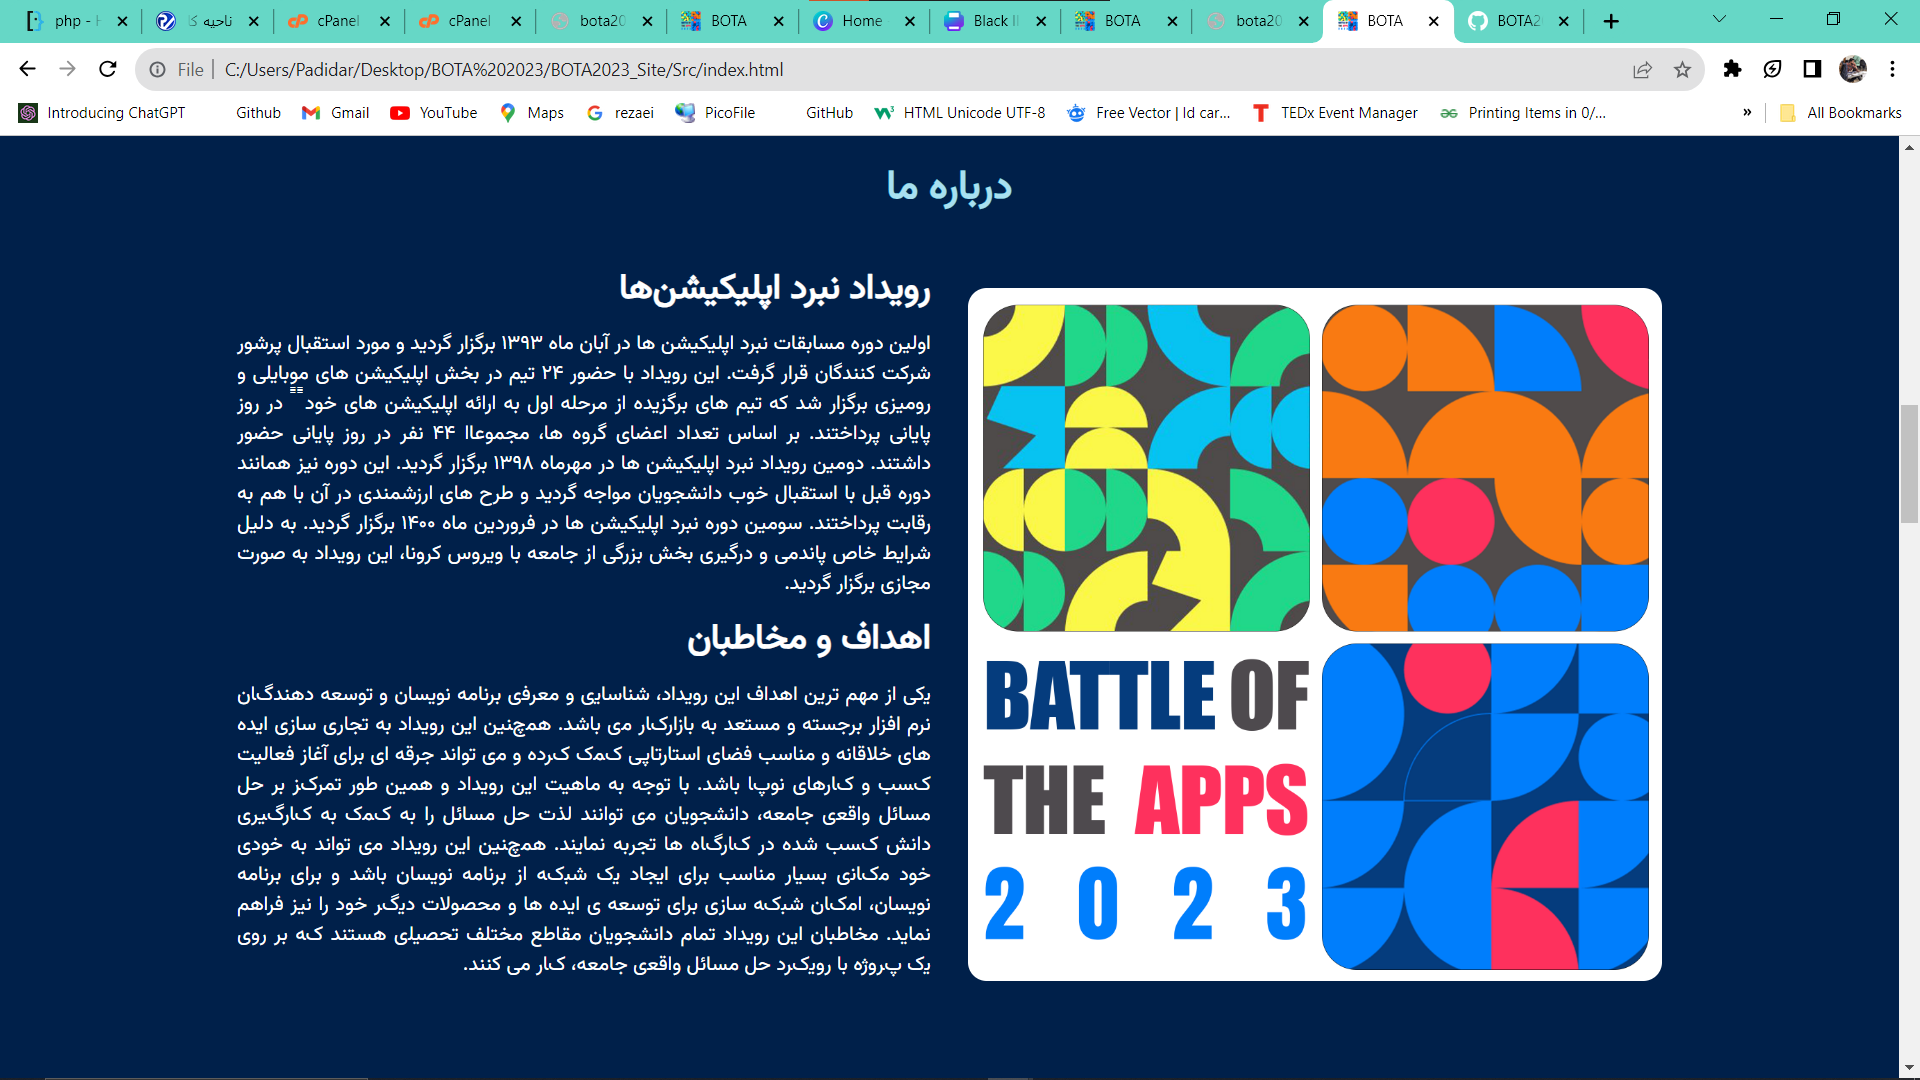 php - H
ناحیه کا
cPanel
cPanel
bota20
BOTA
Home -
Black II
BOTA
bota20
BOTA
BOTA2
File
C:/Users/Padidar/Desktop/BOTA%202023/BOTA2023_Site/Src/index.html
Introducing ChatGPT
Github
Gmail
YouTube
Maps
rezaei
PicoFile
GitHub
HTML Unicode UTF-8
Free Vector | Id car...
TEDx Event Manager
Printing Items in 0/...
»
All Bookmarks
درباره ما
رویداد نبرد اپلیکیشن‌ها
اولین دوره مسابقات نبرد اپلیکیشن ها در آبان ماه ۱۳۹۳ برگزار گردید و مورد استقبال پرشور
شرکت کنندگان قرار گرفت. این رویداد با حضور ۲۴ تیم در بخش اپلیکیشن های موبایلی و
رومیزی برگزار شد که تیم های برگزیده از مرحله اول به ارائه اپلیکیشن های خود در روز
پایانی پرداختند. بر اساس تعداد اعضای گروه ها، مجموعاا ۴۴ نفر در روز پایانی حضور
داشتند. دومین رویداد نبرد اپلیکیشن ها در مهرماه ۱۳۹۸ برگزار گردید. این دوره نیز همانند
دوره قبل با استقبال خوب دانشجویان مواجه گردید و طرح های ارزشمندی در آن با هم به
رقابت پرداختند. سومین دوره نبرد اپلیکیشن ها در فروردین ماه ۱۴۰۰ برگزار گردید. به دلیل
شرایط خاص پاندمی و درگیری بخش بزرگی از جامعه با ویروس کرونا، این رویداد به صورت
مجازی برگزار گردید.
اهداف و مخاطبان
یکی از مهم ترین اهداف این رویداد، شناسایی و معرفی برنامه نویسان و توسعه دهندگان
نرم افزار برجسته و مستعد به بازارکار می باشد. همچنین این رویداد به تجاری سازی ایده
های خلاقانه و مناسب فضای استارتاپی کمک کرده و می تواند جرقه ای برای آغاز فعالیت
کسب و کارهای نوپا باشد. با توجه به ماهیت این رویداد و همین طور تمرکز بر حل
مسائل واقعی جامعه، دانشجویان می توانند لذت حل مسائل را به کمک به کارگیری
دانش کسب شده در کارگاه ها تجربه نمایند. همچنین این رویداد می تواند به خودی
خود مکانی بسیار مناسب برای ایجاد یک شبکه از برنامه نویسان باشد و برای برنامه
نویسان، امکان شبکه سازی برای توسعه ی ایده ها و محصولات دیگر خود را نیز فراهم
نماید. مخاطبان این رویداد تمام دانشجویان مقاطع مختلف تحصیلی هستند که بر روی
یک پروژه با رویکرد حل مسائل واقعی جامعه، کار می کنند.
BATTLE OF
THE APPS
2 0 2 3